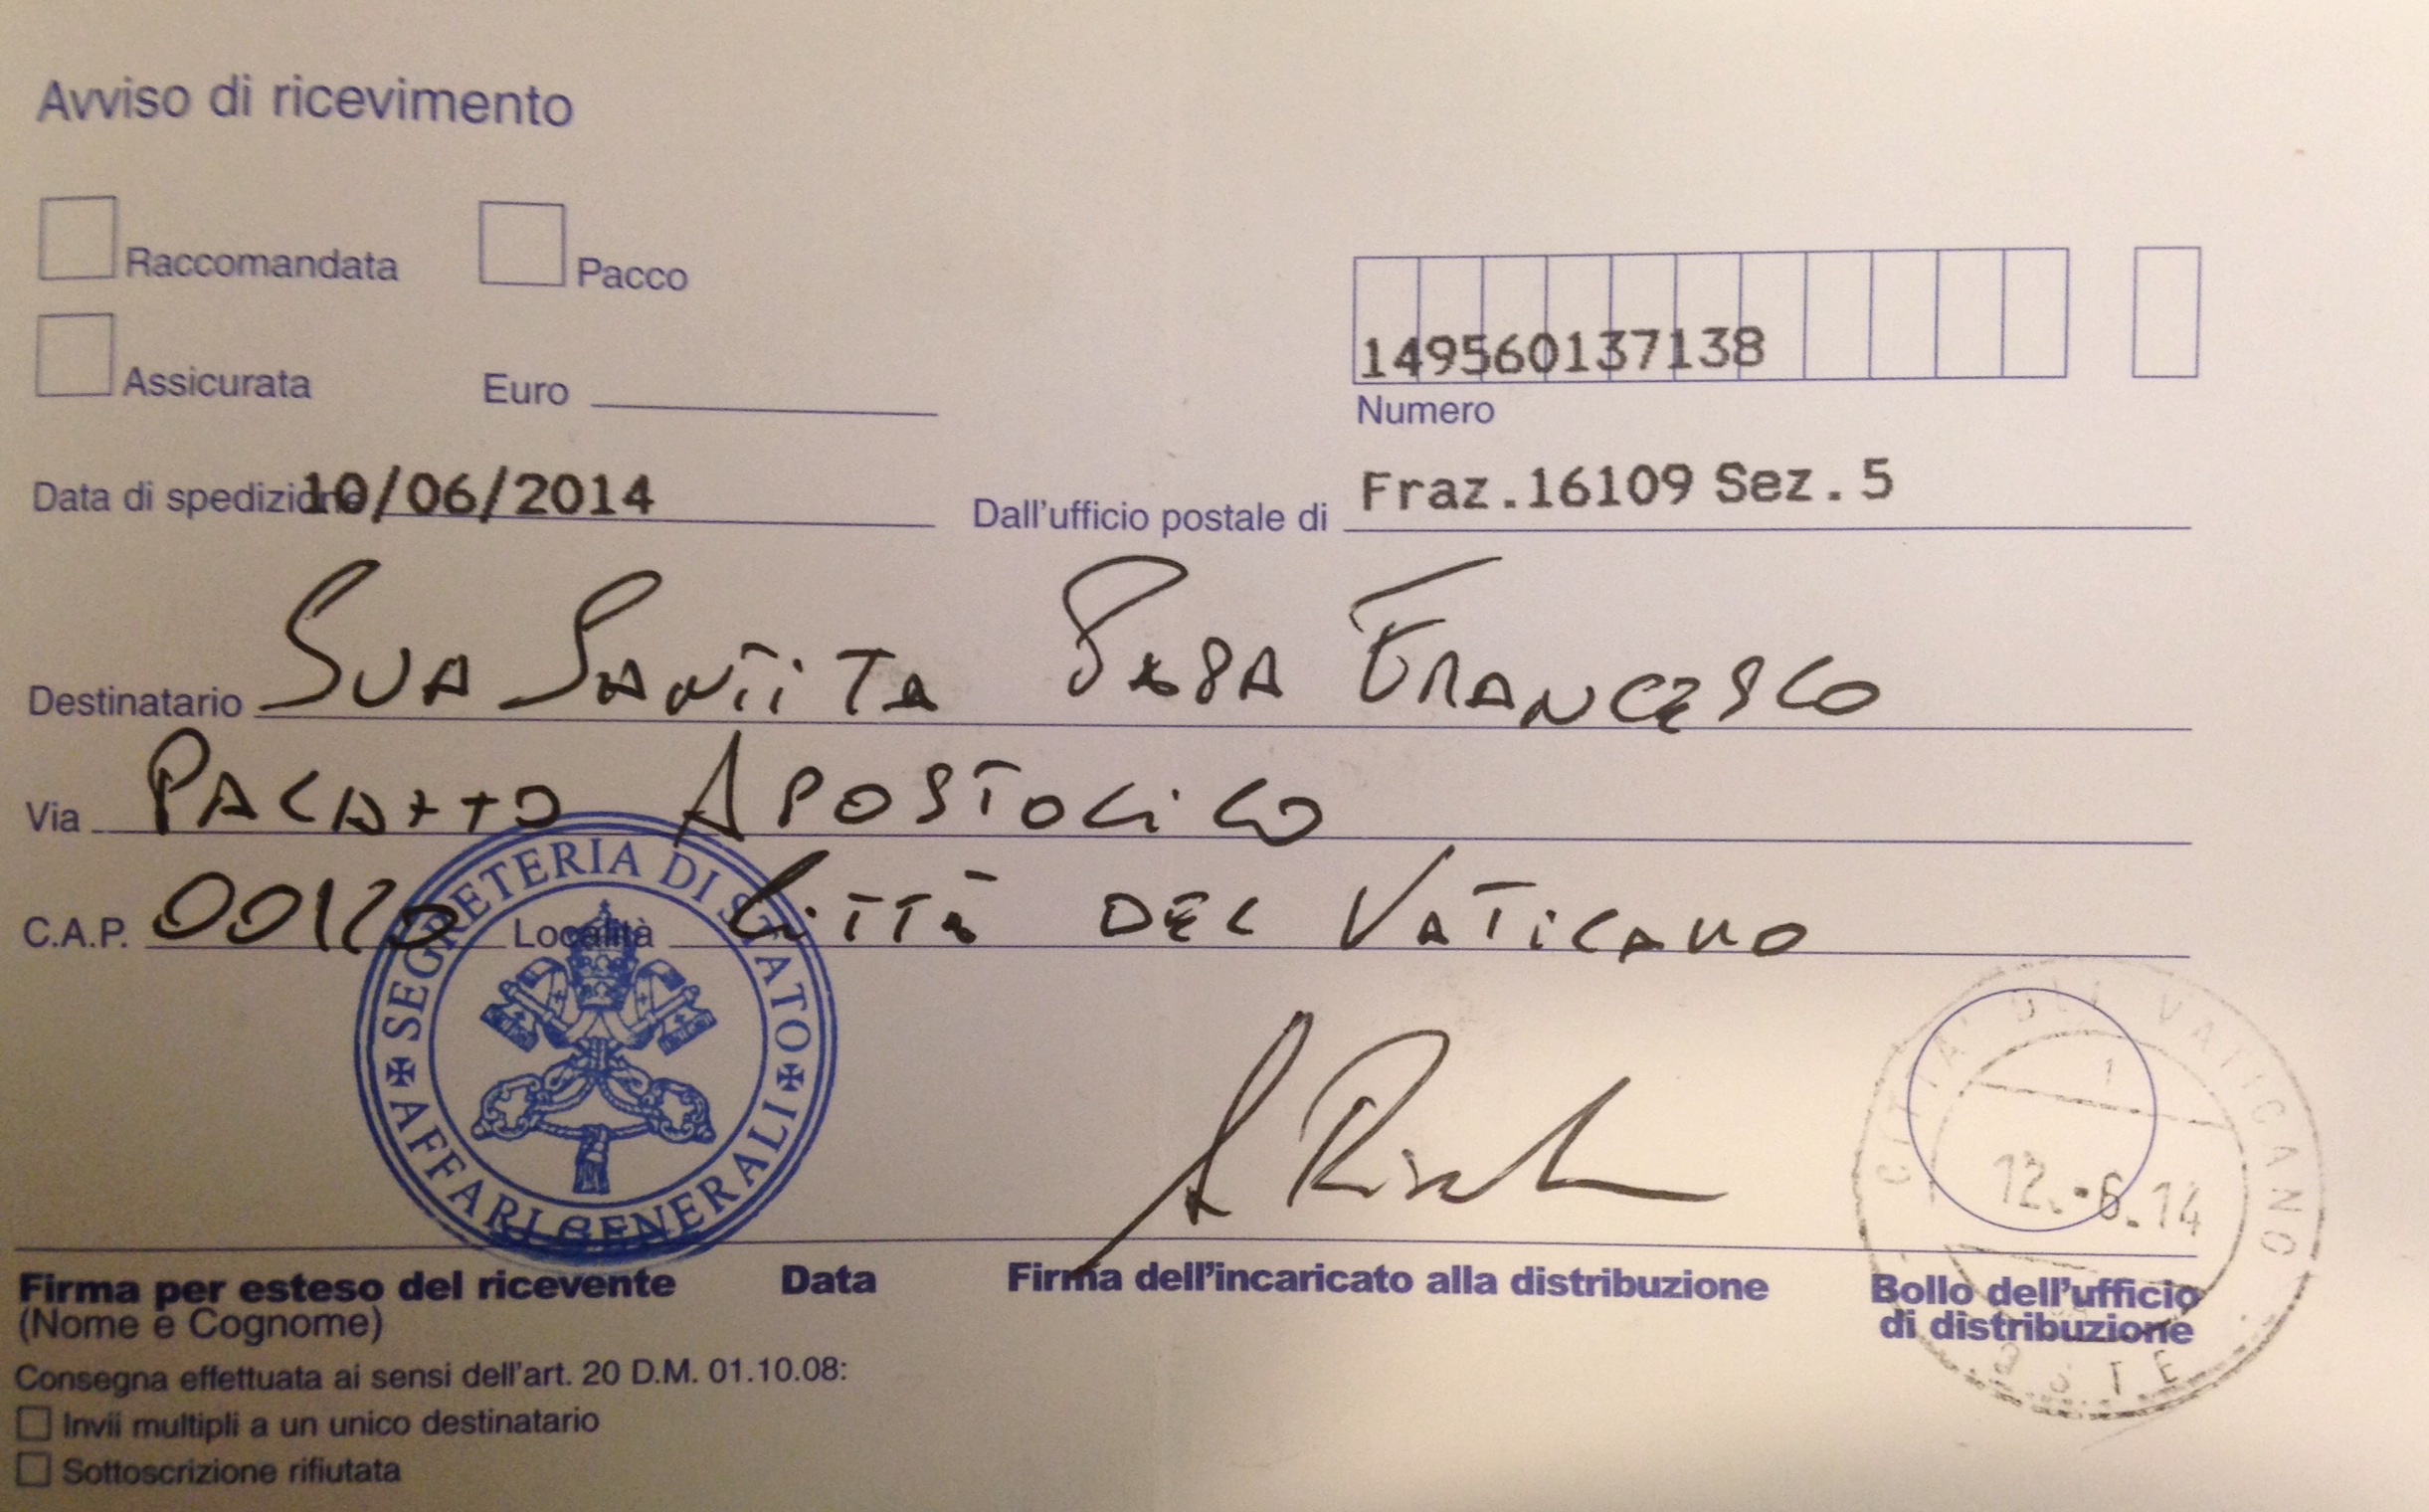 Avviso di ricevimento
Raccomandata Pacco
Assicurata Euro
149560137138
Numero
Data di spedizione 10/06/2014 Dall'ufficio postale di Fraz.16109 Sez.5
Destinatario SUA SANTITA PAPA FRANCESCO
Via PALAZZO APOSTOLICO
C.A.P. 00120 Località CITTÀ DEL VATICANO
SEGRETERIA DI STATO
AFFARI GENERALI
CITTA' DEL VATICANO
1
12.-6.14
POSTE
Firma per esteso del ricevente Data Firma dell'incaricato alla distribuzione Bollo dell'ufficio
(Nome e Cognome) di distribuzione
Consegna effettuata ai sensi dell'art. 20 D.M. 01.10.08:
Invii multipli a un unico destinatario
Sottoscrizione rifiutata